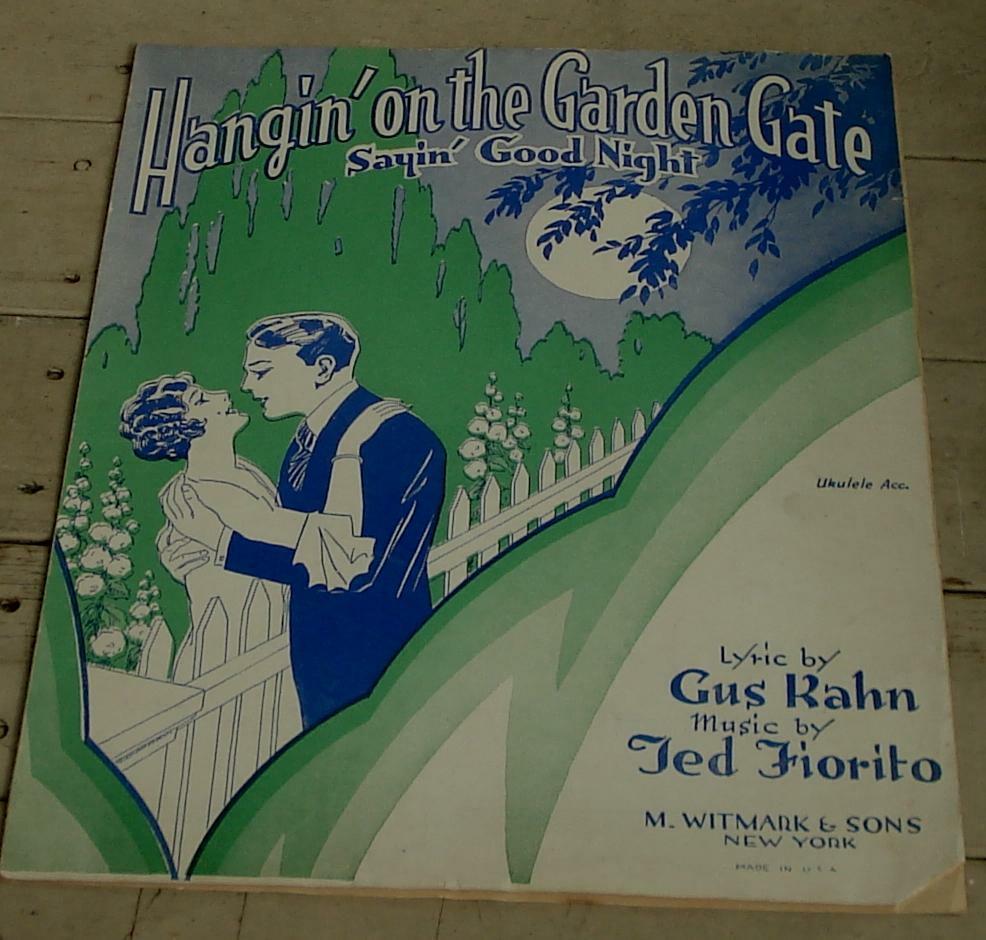 Hangin' on the Garden Gate
Sayin' Good Night
Ukulele Acc.
Lyric by
Gus Kahn
Music by
Ted Fiorito
M. WITMARK & SONS
NEW YORK
MADE IN U.S.A.